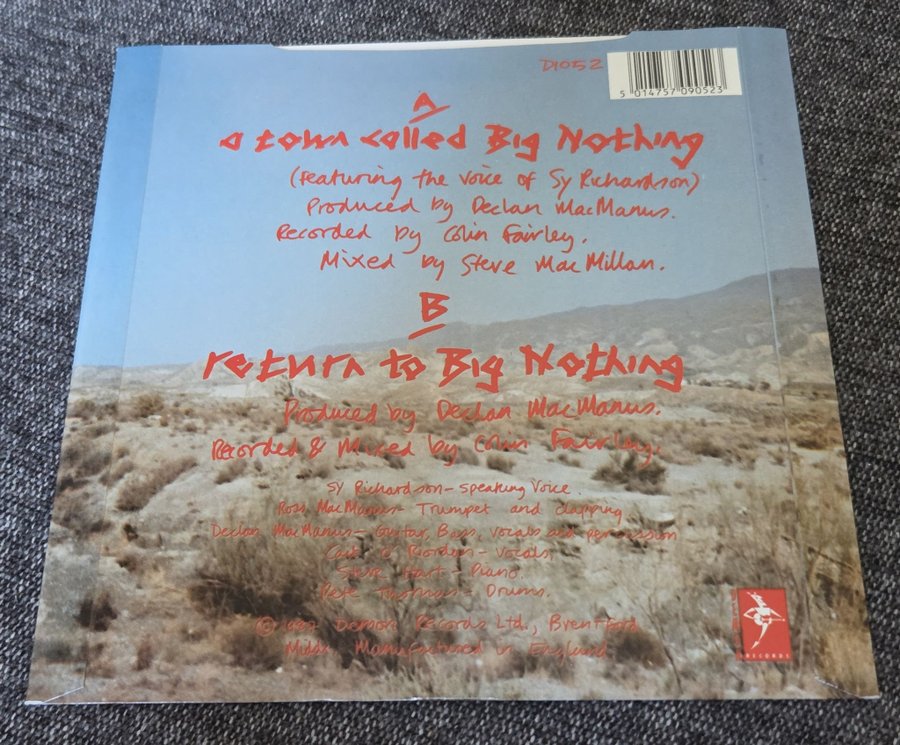 D1052
5 014757 090523
A
a town called Big Nothing
(featuring the voice of Sy Richardson)
Produced by Declan MacManus.
Recorded by Colin Fairley.
Mixed by Steve MacMillan.
B
return to Big Nothing
Produced by Declan MacManus.
Recorded & Mixed by Colin Fairley.
Sy Richardson - speaking voice
Ross MacManus - Trumpet and clapping
Declan MacManus - Guitar, Bass, vocals and percussion
Cait O'Riordan - vocals,
Steve Hart - Piano.
Pete Thomas - Drums.
© 1987 Demon Records Ltd., Brentford
Middx. Manufactured in England
RECORDS